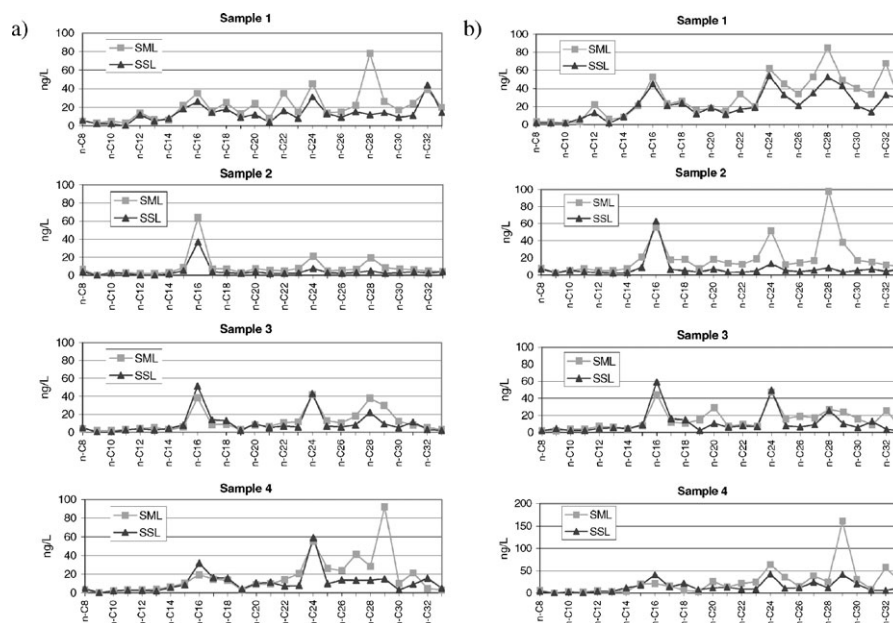 a)
Sample 1
ng/L
100
80
60
40
20
0
SML
SSL
n-C8
n-C10
n-C12
n-C14
n-C16
n-C18
n-C20
n-C22
n-C24
n-C26
n-C28
n-C30
n-C32
Sample 2
ng/L
100
80
60
40
20
0
SML
SSL
n-C8
n-C10
n-C12
n-C14
n-C16
n-C18
n-C20
n-C22
n-C24
n-C26
n-C28
n-C30
n-C32
Sample 3
ng/L
100
80
60
40
20
0
SML
SSL
n-C8
n-C10
n-C12
n-C14
n-C16
n-C18
n-C20
n-C22
n-C24
n-C26
n-C28
n-C30
n-C32
Sample 4
ng/L
100
80
60
40
20
0
SML
SSL
n-C8
n-C10
n-C12
n-C14
n-C16
n-C18
n-C20
n-C22
n-C24
n-C26
n-C28
n-C30
n-C32
b)
Sample 1
ng/L
100
80
60
40
20
0
SML
SSL
n-C8
n-C10
n-C12
n-C14
n-C16
n-C18
n-C20
n-C22
n-C24
n-C26
n-C28
n-C30
n-C32
Sample 2
ng/L
100
80
60
40
20
0
SML
SSL
n-C8
n-C10
n-C12
n-C14
n-C16
n-C18
n-C20
n-C22
n-C24
n-C26
n-C28
n-C30
n-C32
Sample 3
ng/L
100
80
60
40
20
0
SML
SSL
n-C8
n-C10
n-C12
n-C14
n-C16
n-C18
n-C20
n-C22
n-C24
n-C26
n-C28
n-C30
n-C32
Sample 4
ng/L
200
150
100
50
0
SML
SSL
n-C8
n-C10
n-C12
n-C14
n-C16
n-C18
n-C20
n-C22
n-C24
n-C26
n-C28
n-C30
n-C32